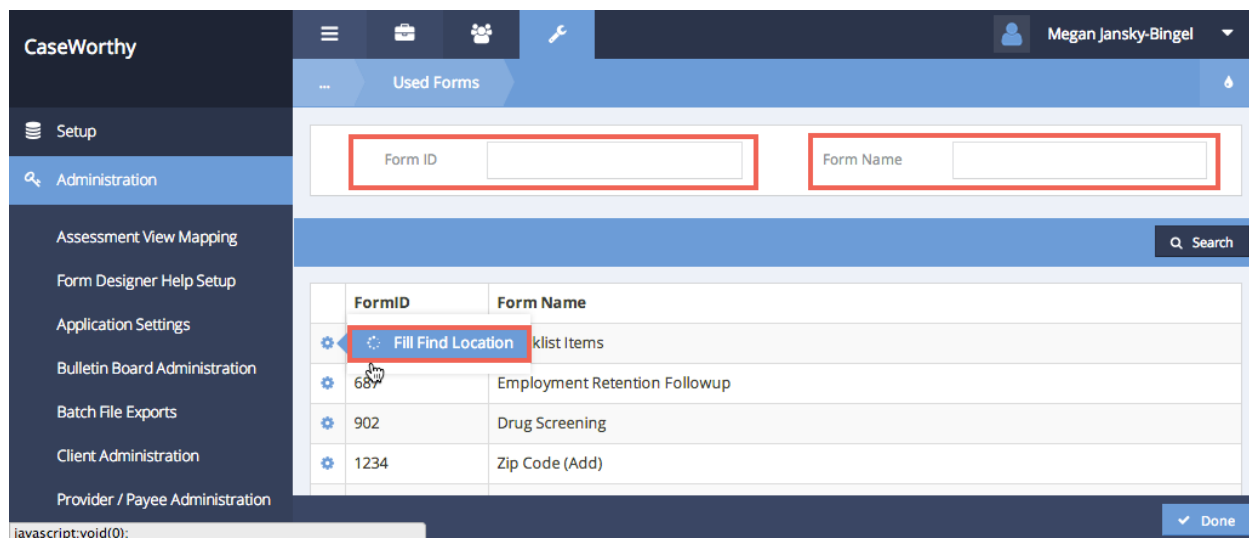 CaseWorthy
Megan Jansky-Bingel
... Used Forms
Setup
Administration
Assessment View Mapping
Form Designer Help Setup
Application Settings
Bulletin Board Administration
Batch File Exports
Client Administration
Provider / Payee Administration
javascript:void(0);
Form ID
Form Name
Search
FormID Form Name
Fill Find Location klist Items
687 Employment Retention Followup
902 Drug Screening
1234 Zip Code (Add)
Done